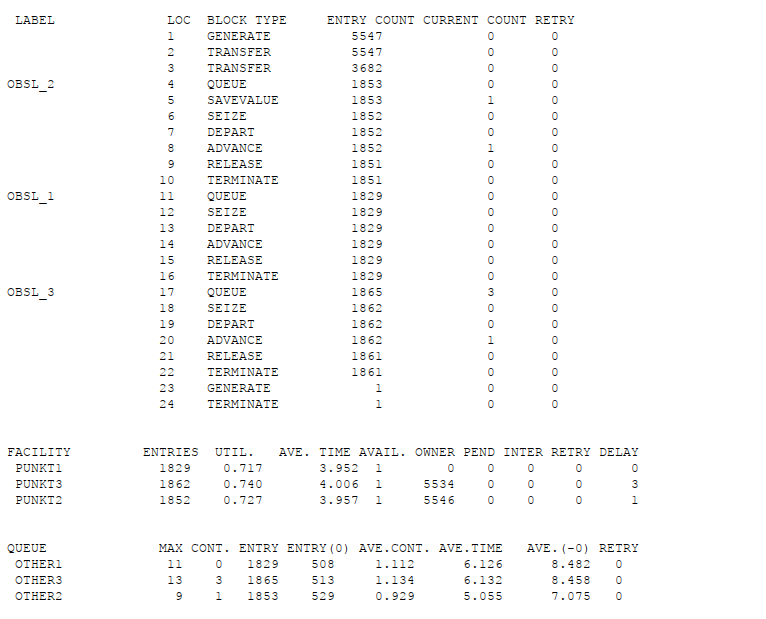 LABEL LOC BLOCK TYPE ENTRY COUNT CURRENT COUNT RETRY
1 GENERATE 5547 0 0
2 TRANSFER 5547 0 0
3 TRANSFER 3682 0 0
OBSL_2 4 QUEUE 1853 0 0
5 SAVEVALUE 1853 1 0
6 SEIZE 1852 0 0
7 DEPART 1852 0 0
8 ADVANCE 1852 1 0
9 RELEASE 1851 0 0
10 TERMINATE 1851 0 0
OBSL_1 11 QUEUE 1829 0 0
12 SEIZE 1829 0 0
13 DEPART 1829 0 0
14 ADVANCE 1829 0 0
15 RELEASE 1829 0 0
16 TERMINATE 1829 0 0
OBSL_3 17 QUEUE 1865 3 0
18 SEIZE 1862 0 0
19 DEPART 1862 0 0
20 ADVANCE 1862 1 0
21 RELEASE 1861 0 0
22 TERMINATE 1861 0 0
23 GENERATE 1 0 0
24 TERMINATE 1 0 0
FACILITY ENTRIES UTIL. AVE. TIME AVAIL. OWNER PEND INTER RETRY DELAY
PUNKT1 1829 0.717 3.952 1 0 0 0 0 0
PUNKT3 1862 0.740 4.006 1 5534 0 0 0 3
PUNKT2 1852 0.727 3.957 1 5546 0 0 0 1
QUEUE MAX CONT. ENTRY ENTRY(0) AVE.CONT. AVE.TIME AVE.(-0) RETRY
OTHER1 11 0 1829 508 1.112 6.126 8.482 0
OTHER3 13 3 1865 513 1.134 6.132 8.458 0
OTHER2 9 1 1853 529 0.929 5.055 7.075 0